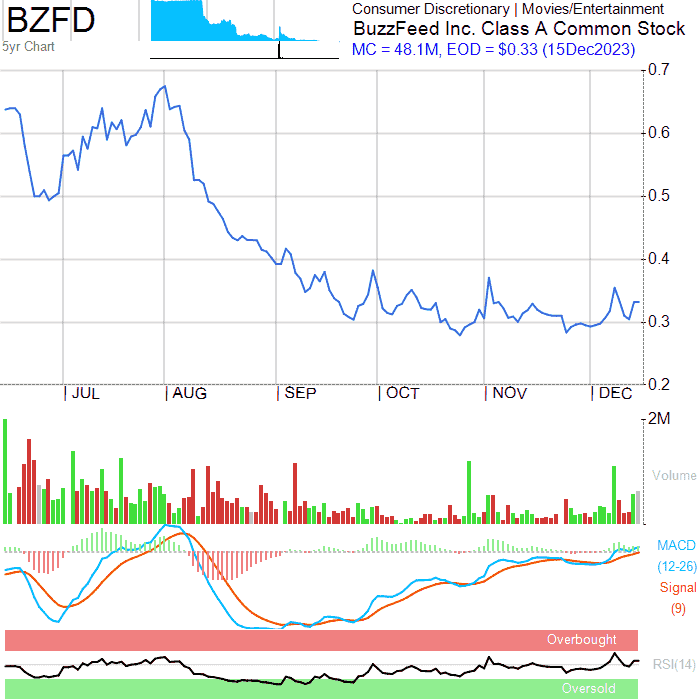 BZFD
5yr Chart
Consumer Discretionary | Movies/Entertainment
BuzzFeed Inc. Class A Common Stock
MC = 48.1M, EOD = $0.33 (15Dec2023)
0.7
0.6
0.5
0.4
0.3
0.2
JUL AUG SEP OCT NOV DEC
2M
Volume
MACD
(12-26)
Signal
(9)
Overbought
RSI(14)
Oversold